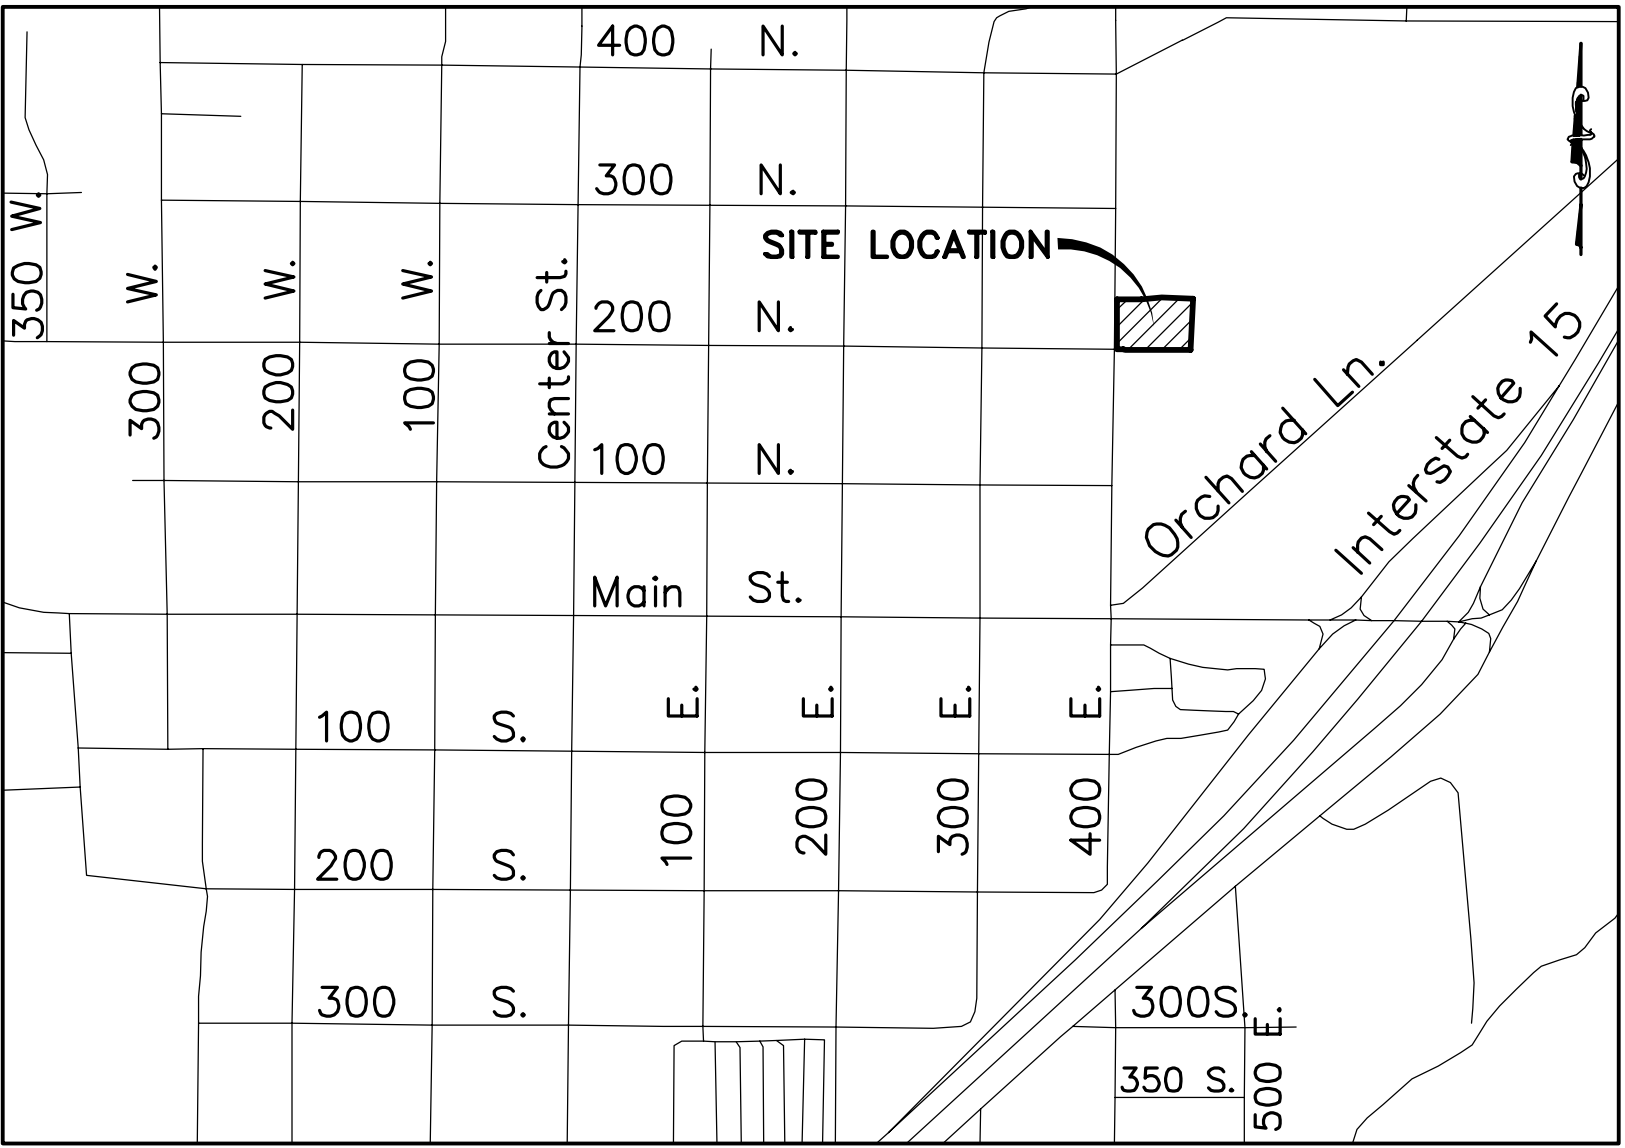 400 N.
300 N.
SITE LOCATION
350 W.
300 W.
200 W.
100 W.
Center St.
200 N.
100 N.
Orchard Ln.
Interstate 15
Main St.
100 S.
100 E.
200 E.
300 E.
400 E.
200 S.
300 S.
300S.
350 S.
500 E.